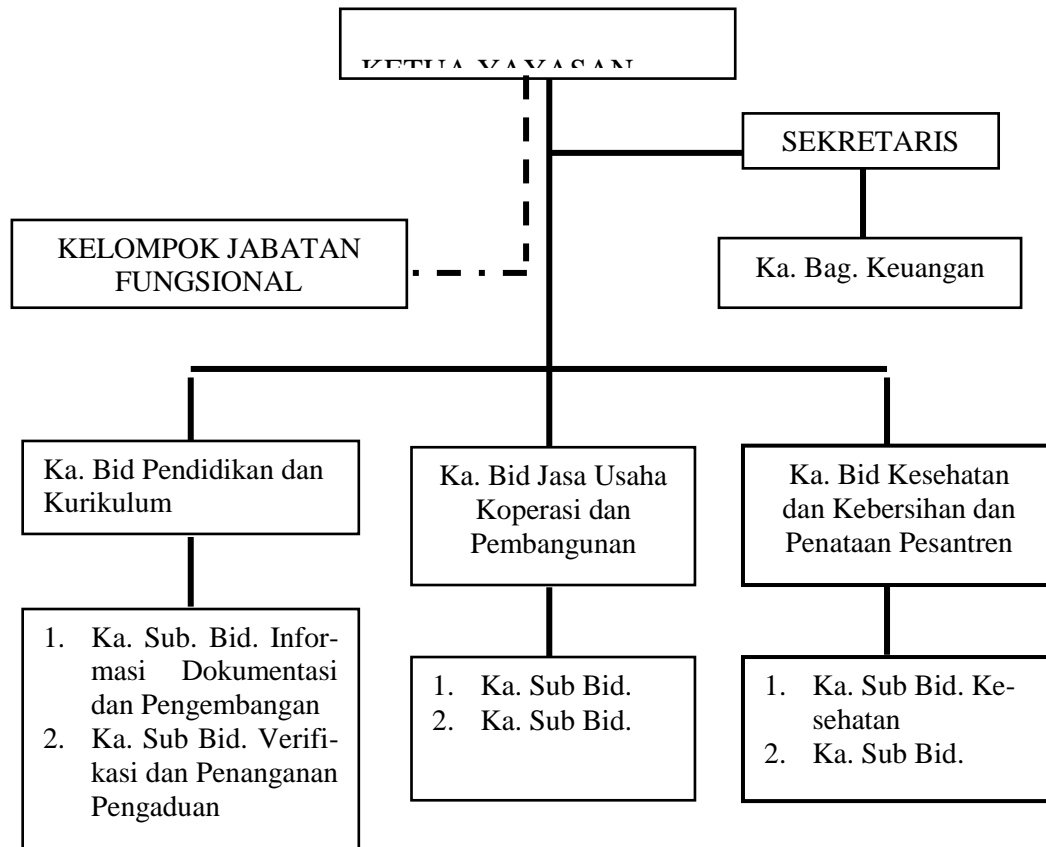 KETUA YAYASAN
SEKRETARIS
KELOMPOK JABATAN
FUNGSIONAL
Ka. Bag. Keuangan
Ka. Bid Pendidikan dan
Kurikulum
Ka. Bid Jasa Usaha
Koperasi dan
Pembangunan
Ka. Bid Kesehatan
dan Kebersihan dan
Penataan Pesantren
1. Ka. Sub. Bid. Infor-
masi Dokumentasi
dan Pengembangan
2. Ka. Sub Bid. Verifi-
kasi dan Penanganan
Pengaduan
1. Ka. Sub Bid.
2. Ka. Sub Bid.
1. Ka. Sub Bid. Ke-
sehatan
2. Ka. Sub Bid.